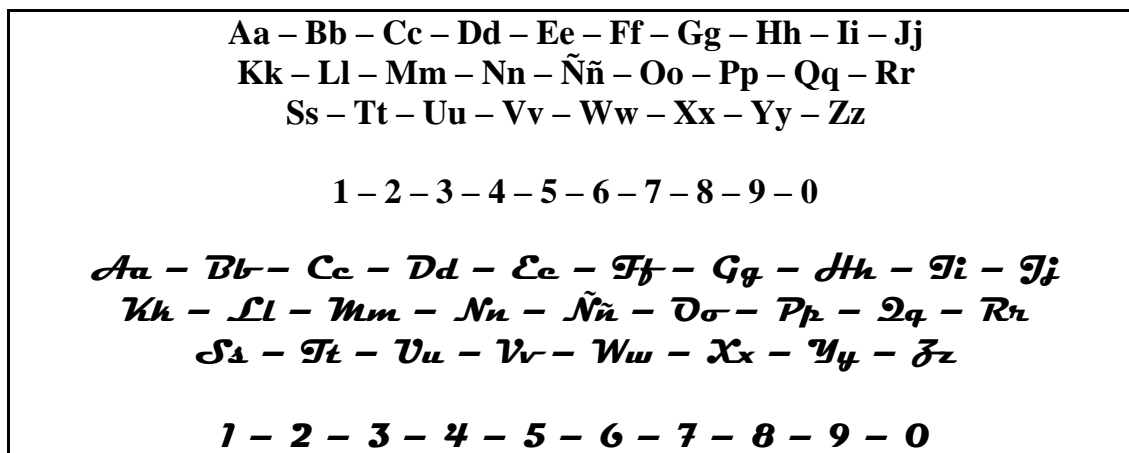 Aa – Bb – Cc – Dd – Ee – Ff – Gg – Hh – Ii – Jj
Kk – Ll – Mm – Nn – Ññ – Oo – Pp – Qq – Rr
Ss – Tt – Uu – Vv – Ww – Xx – Yy – Zz
1 – 2 – 3 – 4 – 5 – 6 – 7 – 8 – 9 – 0
Aa – Bb – Cc – Dd – Ee – Ff – Gg – Hh – Ii – Jj
Kk – Ll – Mm – Nn – Ññ – Oo – Pp – Qq – Rr
Ss – Tt – Uu – Vv – Ww – Xx – Yy – Zz
1 – 2 – 3 – 4 – 5 – 6 – 7 – 8 – 9 – 0